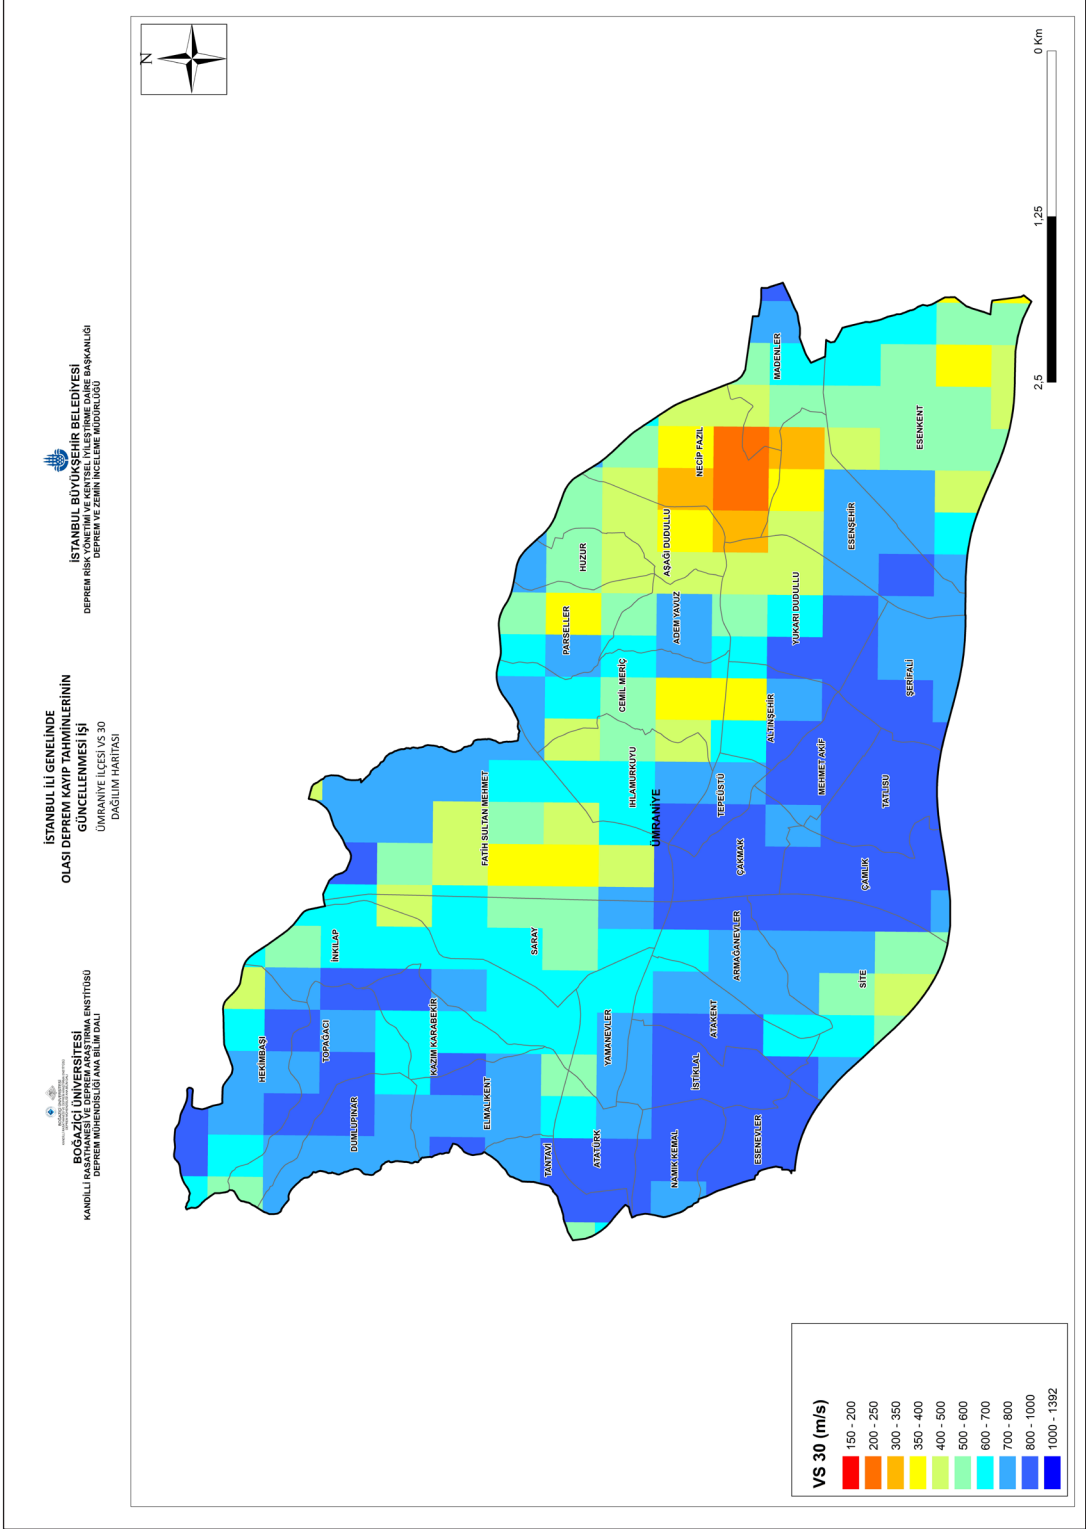 BOĞAZİÇİ ÜNİVERSİTESİ
KANDİLLİ RASATHANESİ VE DEPREM ARAŞTIRMA ENSTİTÜSÜ
DEPREM MÜHENDİSLİĞİ ANA BİLİM DALI
İSTANBUL İLİ GENELİNDE
OLASI DEPREM KAYIP TAHMİNLERİNİN
GÜNCELLENMESİ İŞİ
ÜMRANİYE İLÇESİ VS 30
DAĞILIM HARİTASI
İSTANBUL BÜYÜKŞEHİR BELEDİYESİ
DEPREM RİSK YÖNETİMİ VE KENTSEL İYİLEŞTİRME DAİRE BAŞKANLIĞI
DEPREM VE ZEMİN İNCELEME MÜDÜRLÜĞÜ
N
HEKİMBAŞI
İNKILAP
TOPAĞACI
DUMLUPINAR
KAZIM KARABEKİR
ELMALIKENT
FATİH SULTAN MEHMET
SARAY
TANTAVİ
PARSELLER
HUZUR
ATATÜRK
YAMANEVLER
CEMİL MERİÇ
IHLAMURKUYU
ÜMRANİYE
ADEM YAVUZ
AŞAĞI DUDULLU
NECİP FAZIL
NAMIK KEMAL
İSTİKLAL
ATAKENT
TEPEÜSTÜ
ARMAĞANEVLER
ÇAKMAK
ESENEVLER
ALTINŞEHİR
MADENLER
YUKARI DUDULLU
MEHMET AKİF
ESENŞEHİR
SİTE
ÇAMLIK
TATLISU
ŞERİFALİ
ESENKENT
2,5
1,25
0 Km
VS 30 (m/s)
150 - 200
200 - 250
300 - 350
350 - 400
400 - 500
500 - 600
600 - 700
700 - 800
800 - 1000
1000 - 1392